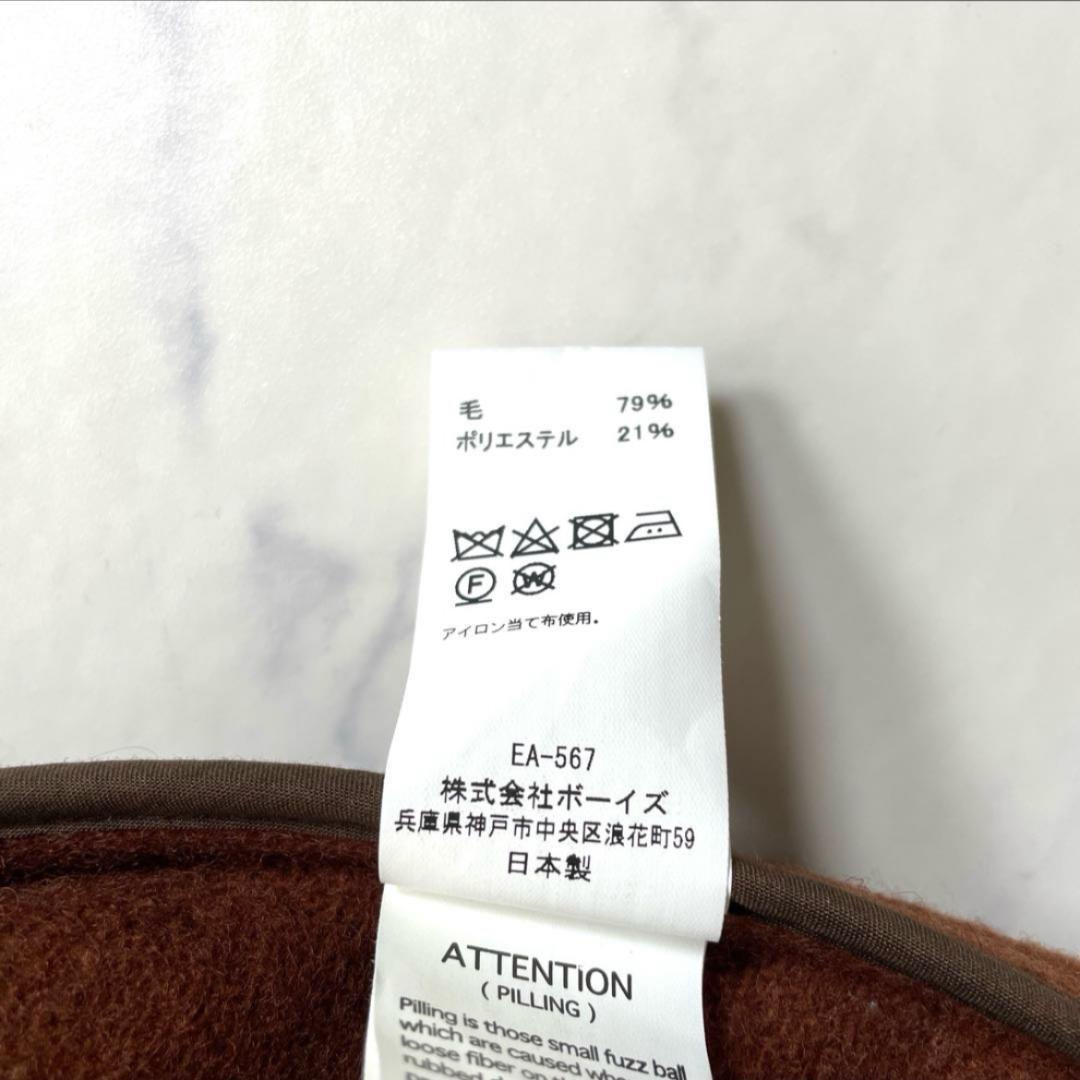 毛 79%
ポリエステル 21%
F W
アイロン当て布使用。
EA-567
株式会社ボーイズ
兵庫県神戸市中央区浪花町59
日本製
ATTENTION
( PILLING )
Pilling is those small fuzz ball
which are caused whe
loose fiber on th
rubbed